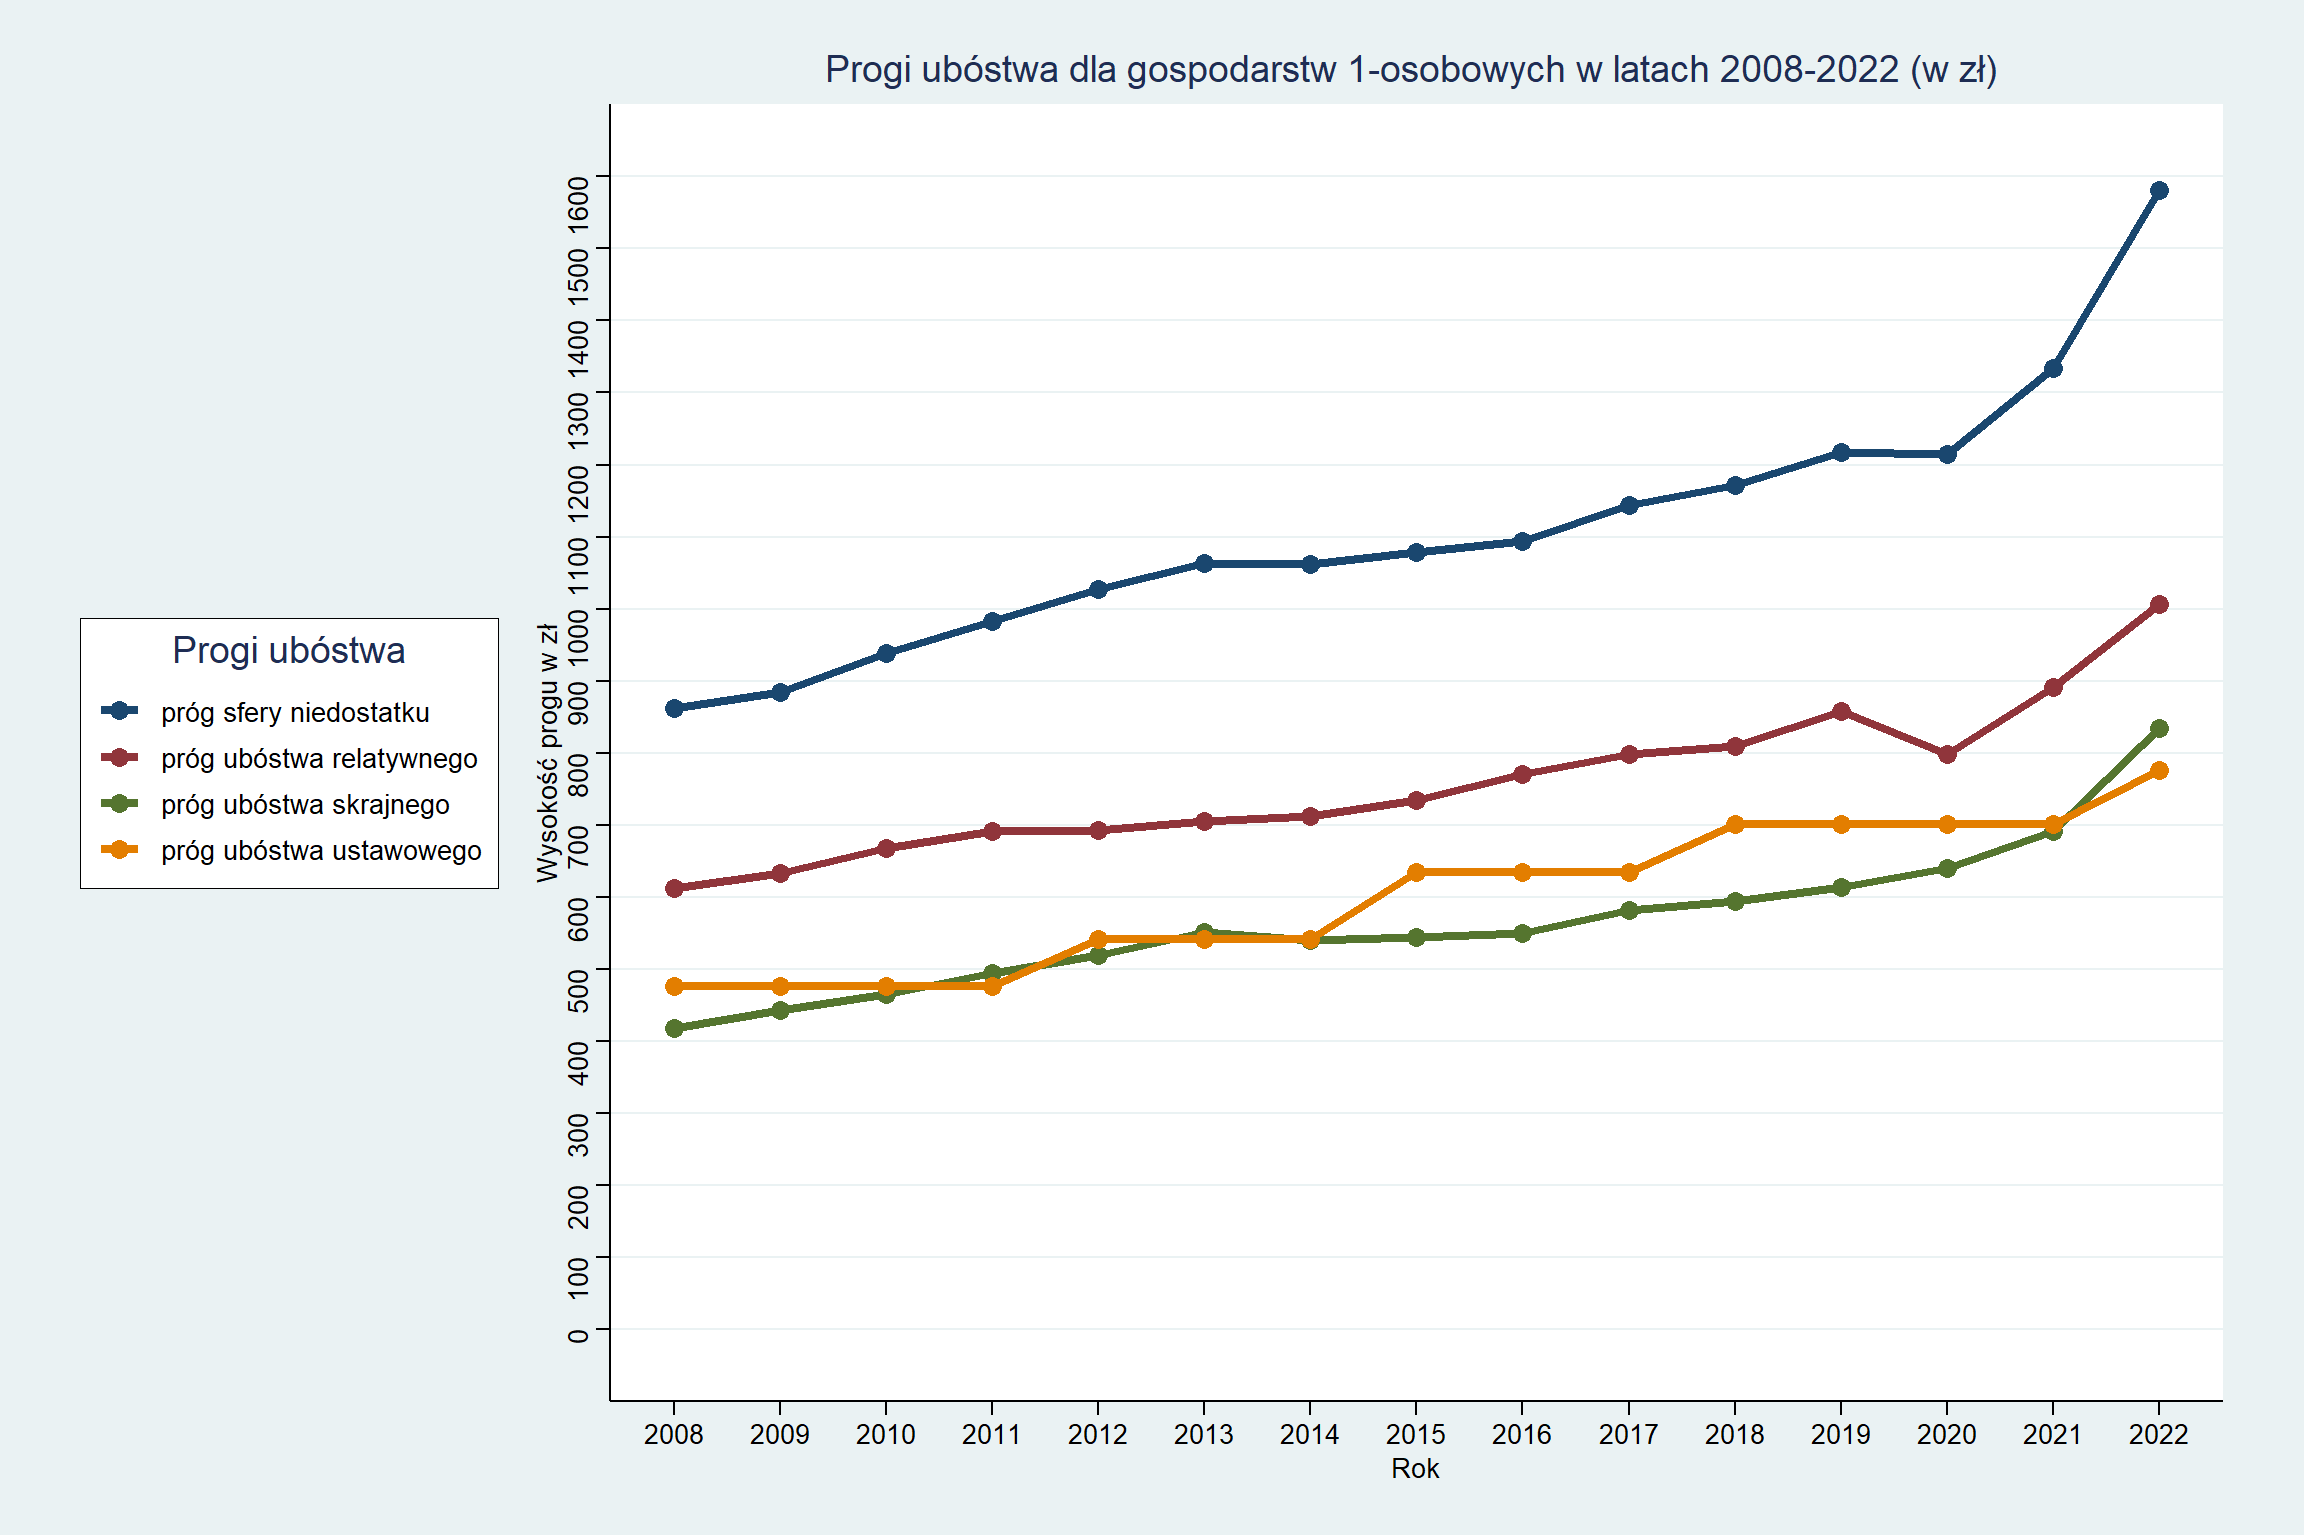 Progi ubóstwa dla gospodarstw 1-osobowych w latach 2008-2022 (w zł)
Progi ubóstwa
próg sfery niedostatku
próg ubóstwa relatywnego
próg ubóstwa skrajnego
próg ubóstwa ustawowego
Wysokość progu w zł
1600
1500
1400
1300
1200
1100
1000
900
800
700
600
500
400
300
200
100
0
2008 2009 2010 2011 2012 2013 2014 2015 2016 2017 2018 2019 2020 2021 2022
Rok